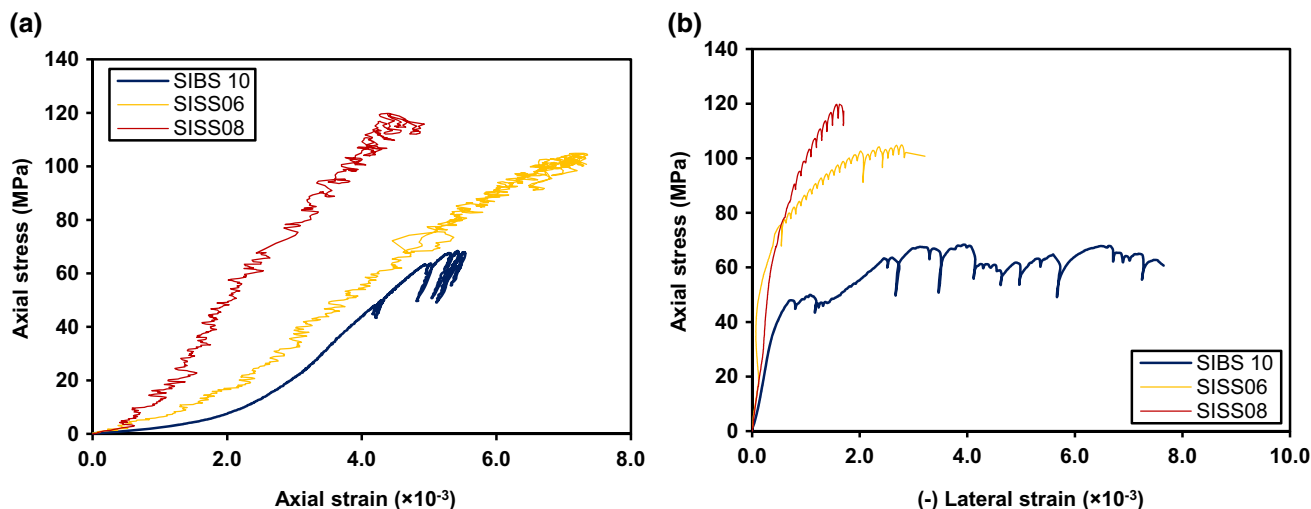 (a)
140
120
100
80
60
40
20
0
Axial stress (MPa)
SIBS 10
SISS06
SISS08
0.0 2.0 4.0 6.0 8.0
Axial strain (×10-3)
(b)
140
120
100
80
60
40
20
0
Axial stress (MPa)
SIBS 10
SISS06
SISS08
0.0 2.0 4.0 6.0 8.0 10.0
(-) Lateral strain (×10-3)